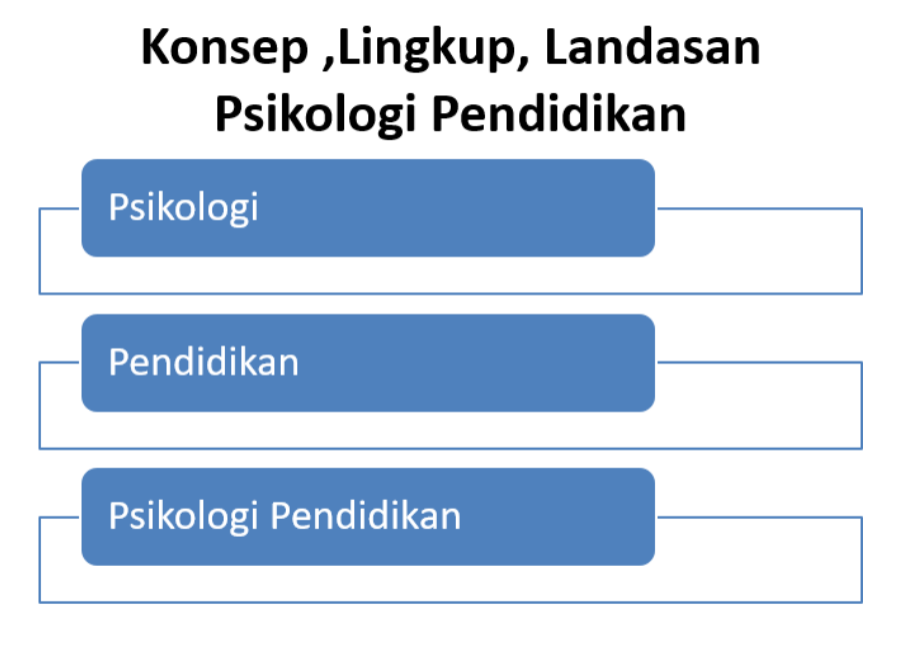 Konsep ,Lingkup, Landasan
Psikologi Pendidikan
Psikologi
Pendidikan
Psikologi Pendidikan